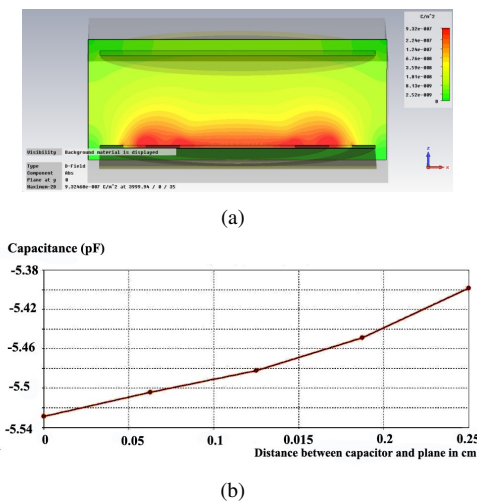 C/m^2
9.32e-007
2.24e-007
1.24e-007
6.76e-008
3.59e-008
1.81e-008
8.13e-009
2.52e-009
0
Visibility Background material is displayed
Type D-Field
Component Abs
Plane at y 0
Maximum-2D 9.32460e-007 C/m^2 at 3999.94 / 0 / 35
z
x
(a)
Capacitance (pF)
-5.38
-5.42
-5.46
-5.5
-5.54
0 0.05 0.1 0.015 0.2 0.25
Distance between capacitor and plane in cm
(b)